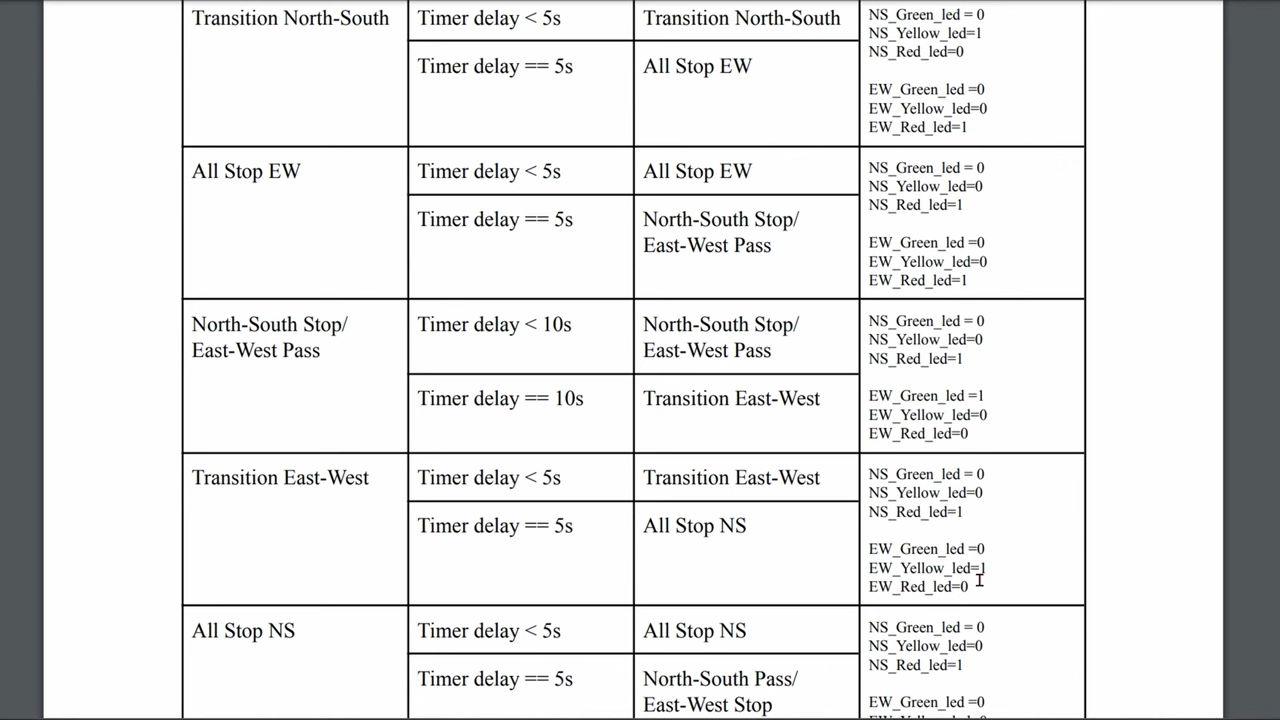 Transition North-South
Timer delay < 5s
Transition North-South
NS_Green_led = 0
NS_Yellow_led=1
NS_Red_led=0
Timer delay == 5s
All Stop EW
EW_Green_led =0
EW_Yellow_led=0
EW_Red_led=1
All Stop EW
Timer delay < 5s
All Stop EW
NS_Green_led = 0
NS_Yellow_led=0
NS_Red_led=1
Timer delay == 5s
North-South Stop/
East-West Pass
EW_Green_led =0
EW_Yellow_led=0
EW_Red_led=1
North-South Stop/
East-West Pass
Timer delay < 10s
North-South Stop/
East-West Pass
NS_Green_led = 0
NS_Yellow_led=0
NS_Red_led=1
Timer delay == 10s
Transition East-West
EW_Green_led =1
EW_Yellow_led=0
EW_Red_led=0
Transition East-West
Timer delay < 5s
Transition East-West
NS_Green_led = 0
NS_Yellow_led=0
NS_Red_led=1
Timer delay == 5s
All Stop NS
EW_Green_led =0
EW_Yellow_led=1
EW_Red_led=0
All Stop NS
Timer delay < 5s
All Stop NS
NS_Green_led = 0
NS_Yellow_led=0
NS_Red_led=1
Timer delay == 5s
North-South Pass/
East-West Stop
EW_Green_led =0